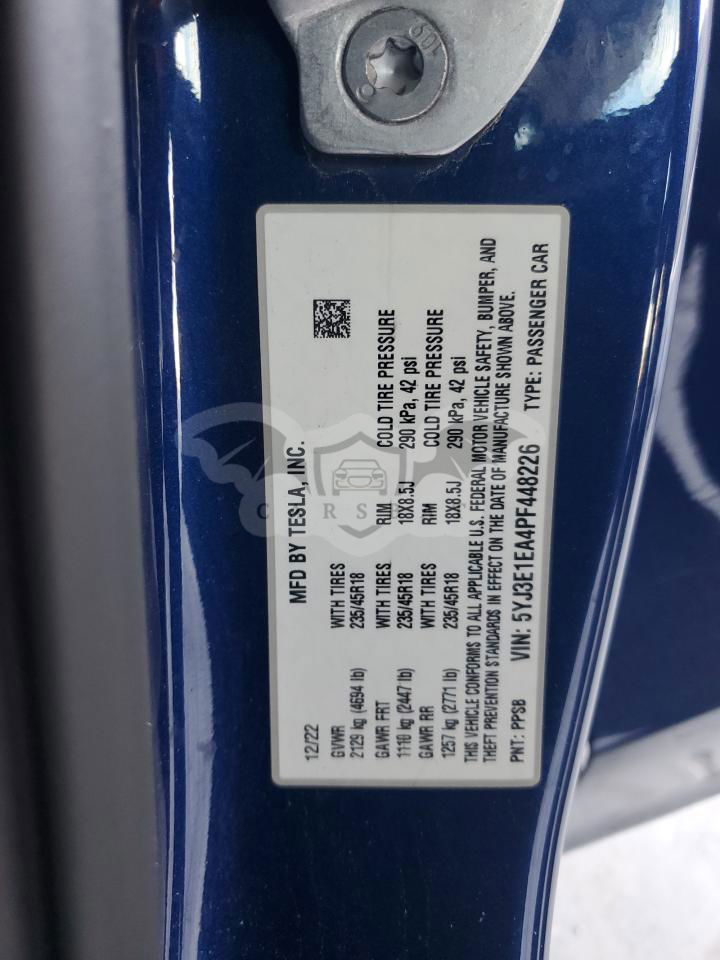 109
MFD BY TESLA, INC.
12/22
GVWR WITH TIRES RIM COLD TIRE PRESSURE
2129 kg (4694 lb) 235/45R18 18X8.5J 290 kPa, 42 psi
GAWR FRT WITH TIRES RIM COLD TIRE PRESSURE
1110 kg (2447 lb) 235/45R18 18X8.5J 290 kPa, 42 psi
GAWR RR
1257 kg (2771 lb) 235/45R18
THIS VEHICLE CONFORMS TO ALL APPLICABLE U.S. FEDERAL MOTOR VEHICLE SAFETY, BUMPER, AND
THEFT PREVENTION STANDARDS IN EFFECT ON THE DATE OF MANUFACTURE SHOWN ABOVE.
PNT: PPSB VIN: 5YJ3E1EA4PF448226 TYPE: PASSENGER CAR